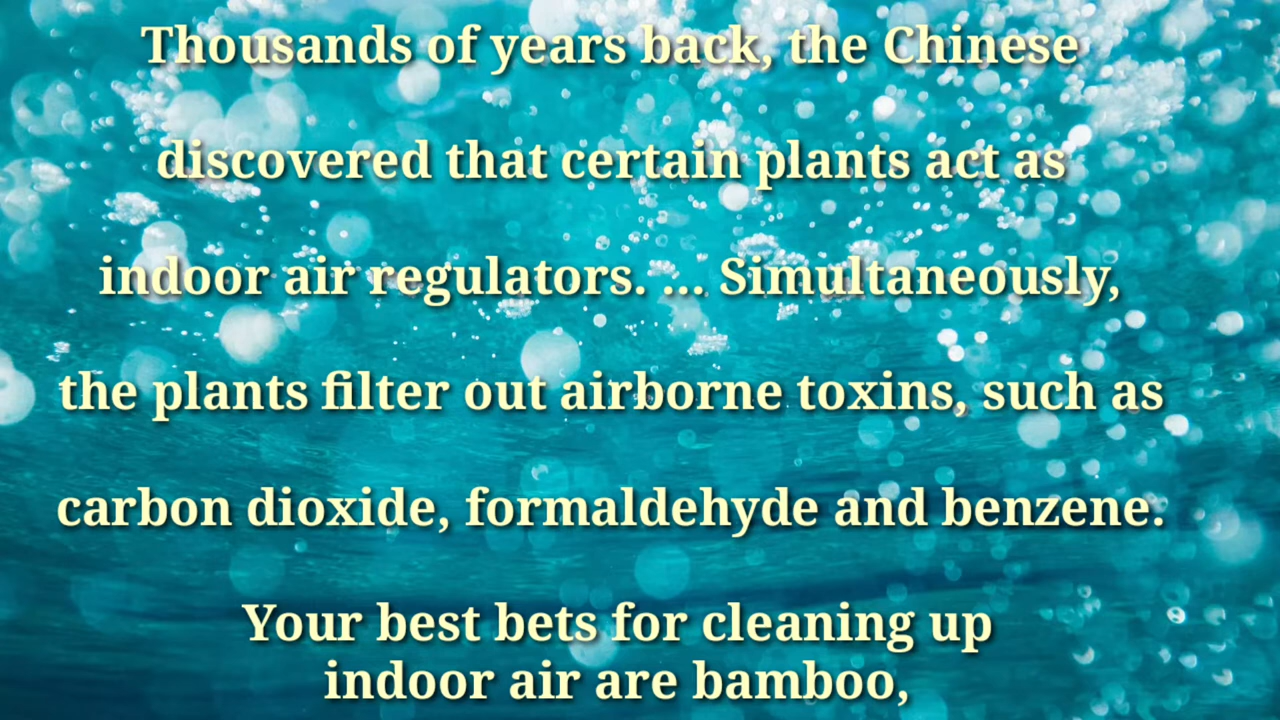 Thousands of years back, the Chinese
discovered that certain plants act as
indoor air regulators. ... Simultaneously,
the plants filter out airborne toxins, such as
carbon dioxide, formaldehyde and benzene.
Your best bets for cleaning up
indoor air are bamboo,